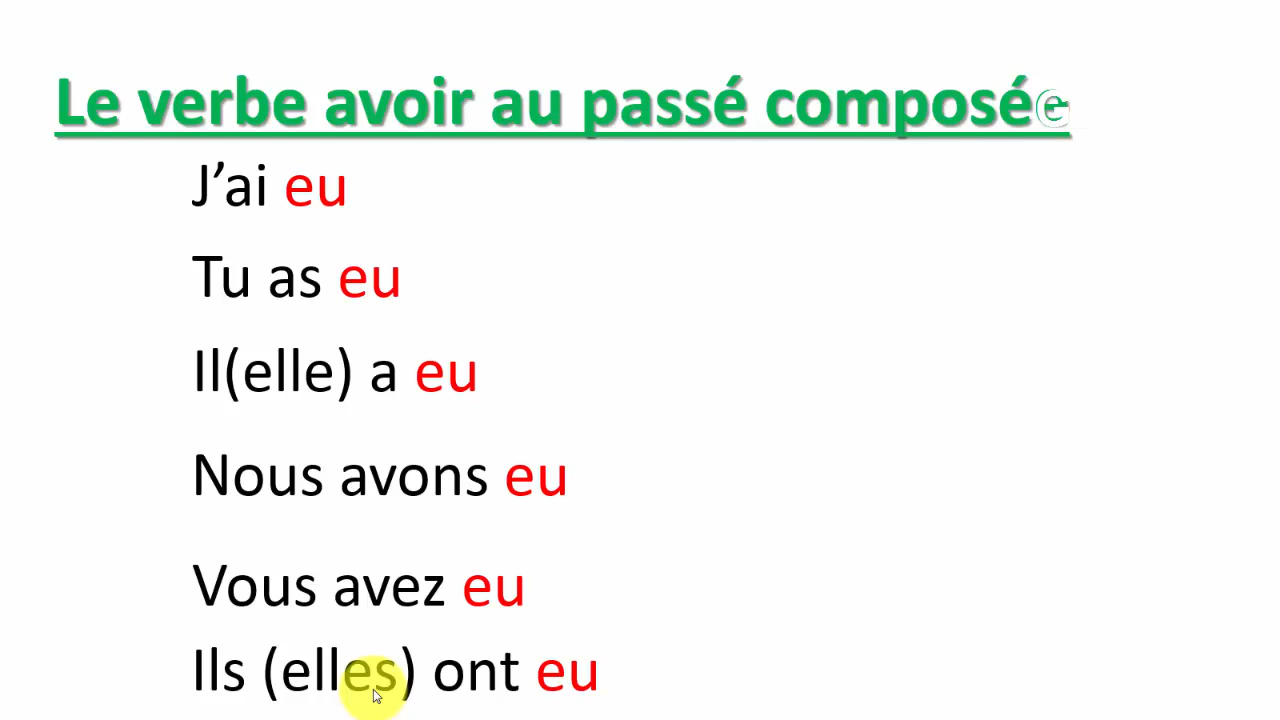 Le verbe avoir au passé composée
J’ai eu
Tu as eu
Il(elle) a eu
Nous avons eu
Vous avez eu
Ils (elles) ont eu